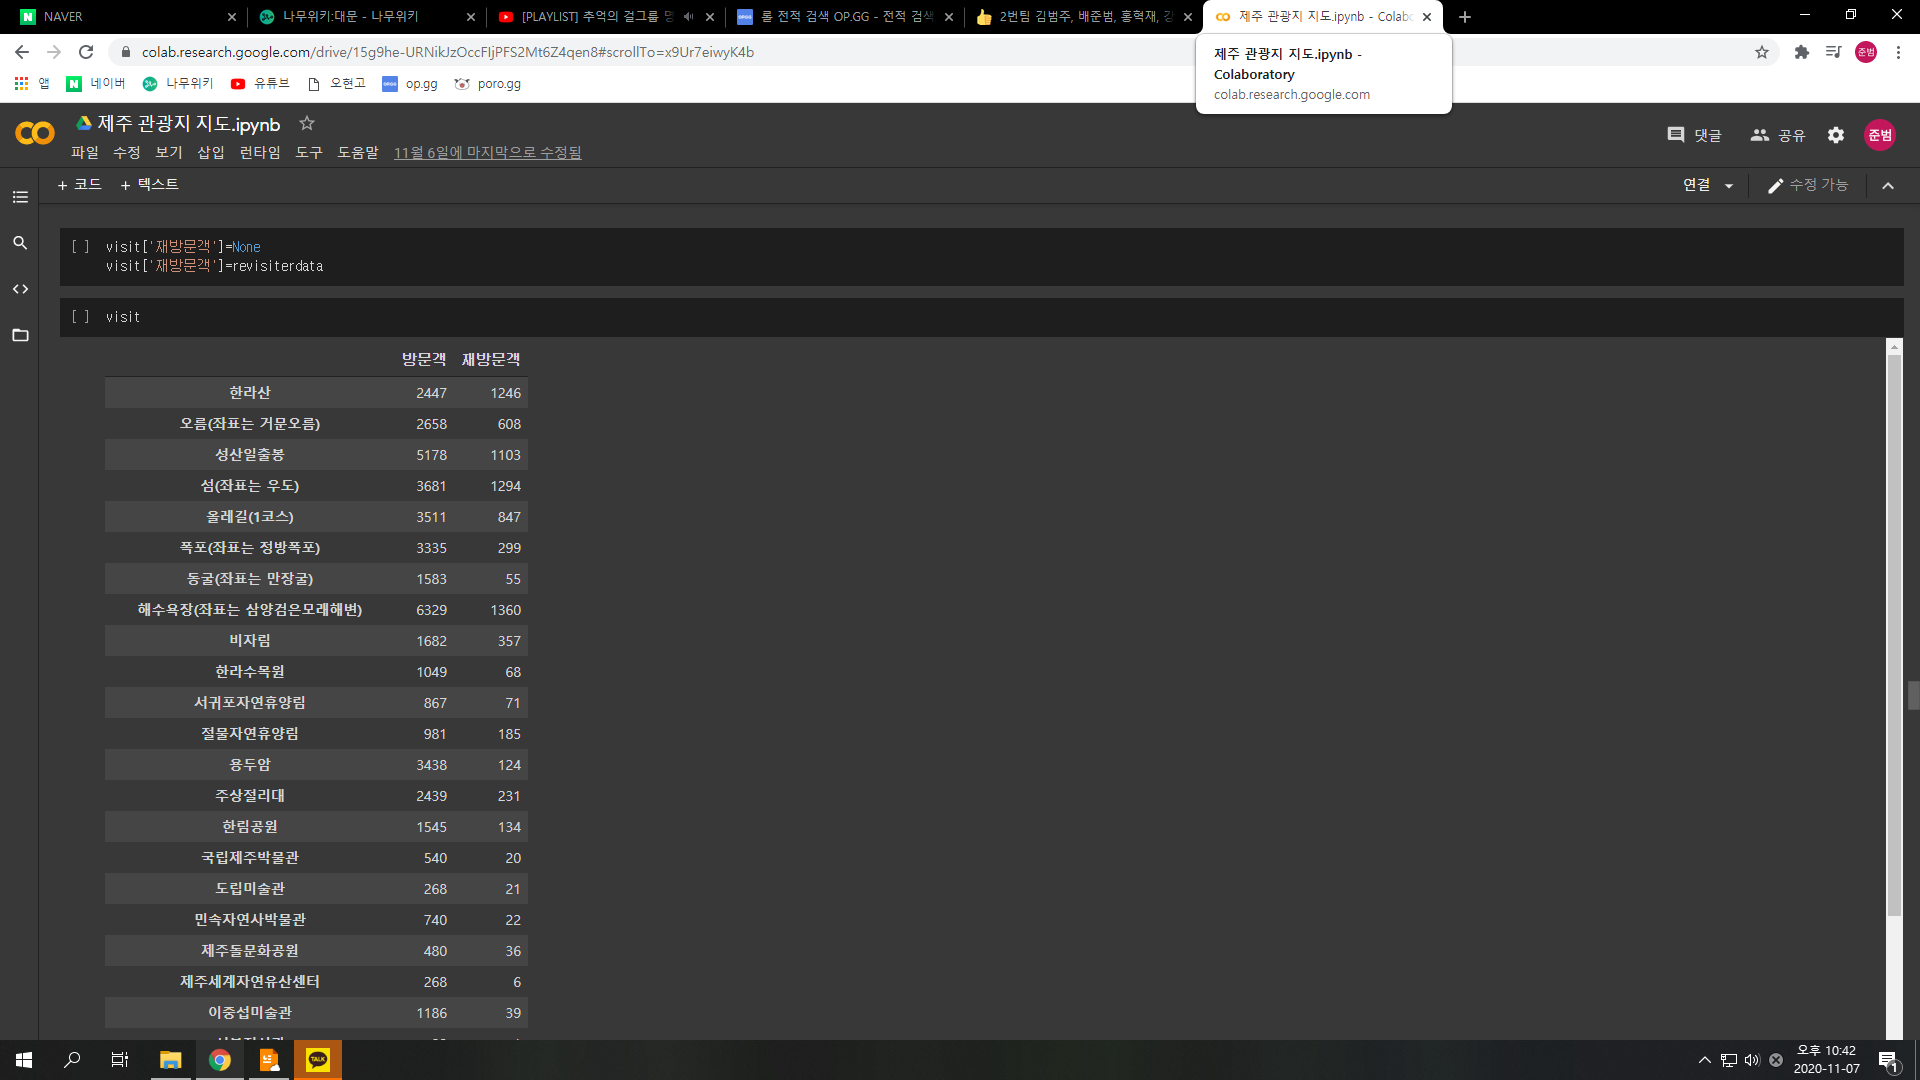 NAVER
나무위키:대문 - 나무위키
[PLAYLIST] 추억의 걸그룹 명
롤 전적 검색 OP.GG - 전적 검색
2번팀 김범주, 배준범, 홍혁재, 강
제주 관광지 지도.ipynb - Colabo
colab.research.google.com/drive/15g9he-URNikJzOccFIjPFS2Mt6Z4qen8#scrollTo=x9Ur7eiwyK4b
제주 관광지 지도.ipynb - Colaboratory
colab.research.google.com
준범
앱 네이버 나무위키 유튜브 오현고 op.gg poro.gg
제주 관광지 지도.ipynb
댓글 공유 준범
파일 수정 보기 삽입 런타임 도구 도움말 11월 6일에 마지막으로 수정됨
+ 코드 + 텍스트 연결 수정 가능
[ ] visit['재방문객']=None
visit['재방문객']=revisiterdata
[ ] visit
방문객 재방문객
한라산 2447 1246
오름(좌표는 거문오름) 2658 608
성산일출봉 5178 1103
섬(좌표는 우도) 3681 1294
올레길(1코스) 3511 847
폭포(좌표는 정방폭포) 3335 299
동굴(좌표는 만장굴) 1583 55
해수욕장(좌표는 삼양검은모래해변) 6329 1360
비자림 1682 357
한라수목원 1049 68
서귀포자연휴양림 867 71
절물자연휴양림 981 185
용두암 3438 124
주상절리대 2439 231
한림공원 1545 134
국립제주박물관 540 20
도립미술관 268 21
민속자연사박물관 740 22
제주돌문화공원 480 36
제주세계자연유산센터 268 6
이중섭미술관 1186 39
TALK
오후 10:42
2020-11-07
1